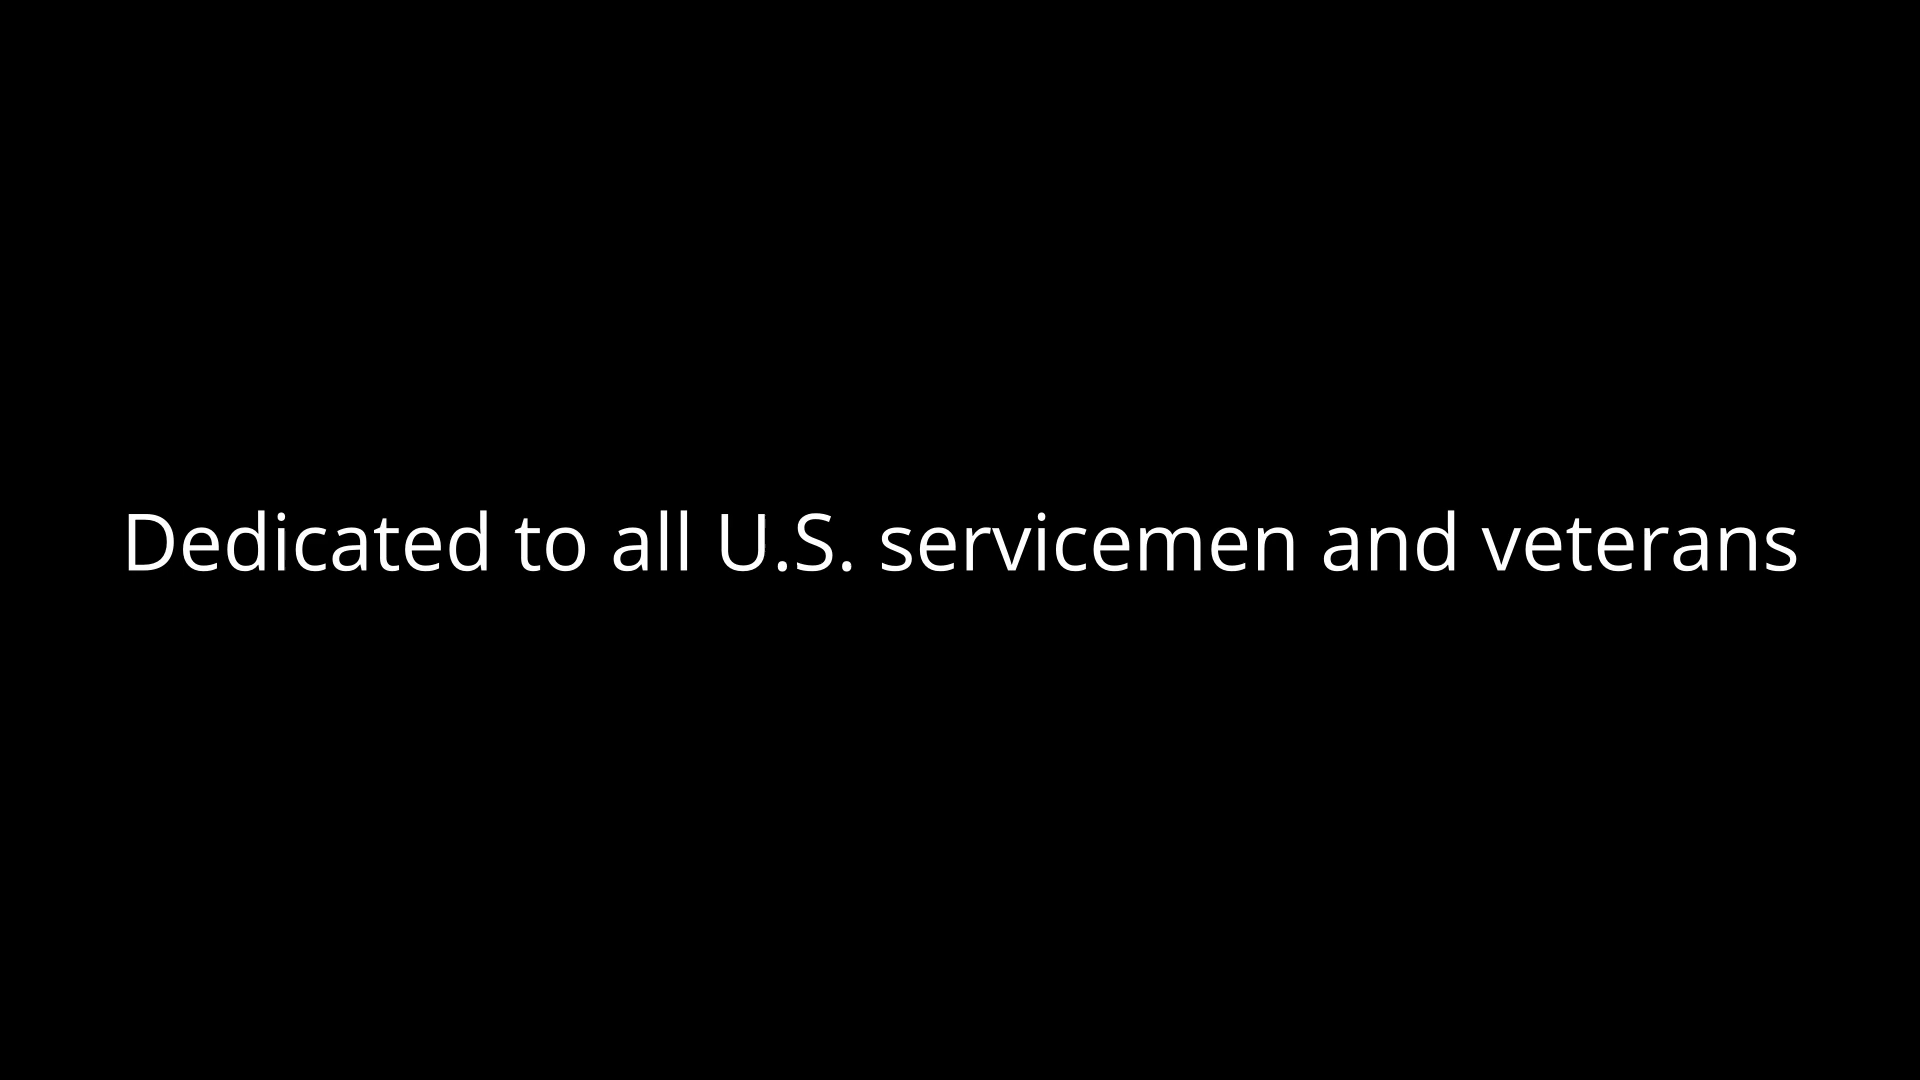 Dedicated to all U.S. servicemen and veterans